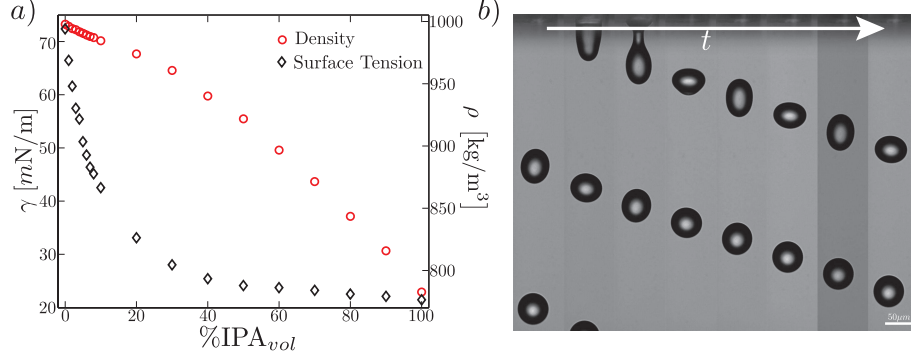 a)
b)
70
60
50
40
30
20
γ [mN/m]
Density
Surface Tension
1000
950
900
850
800
ρ [kg/m³]
0
20
40
60
80
100
%IPA_vol
t
50μm